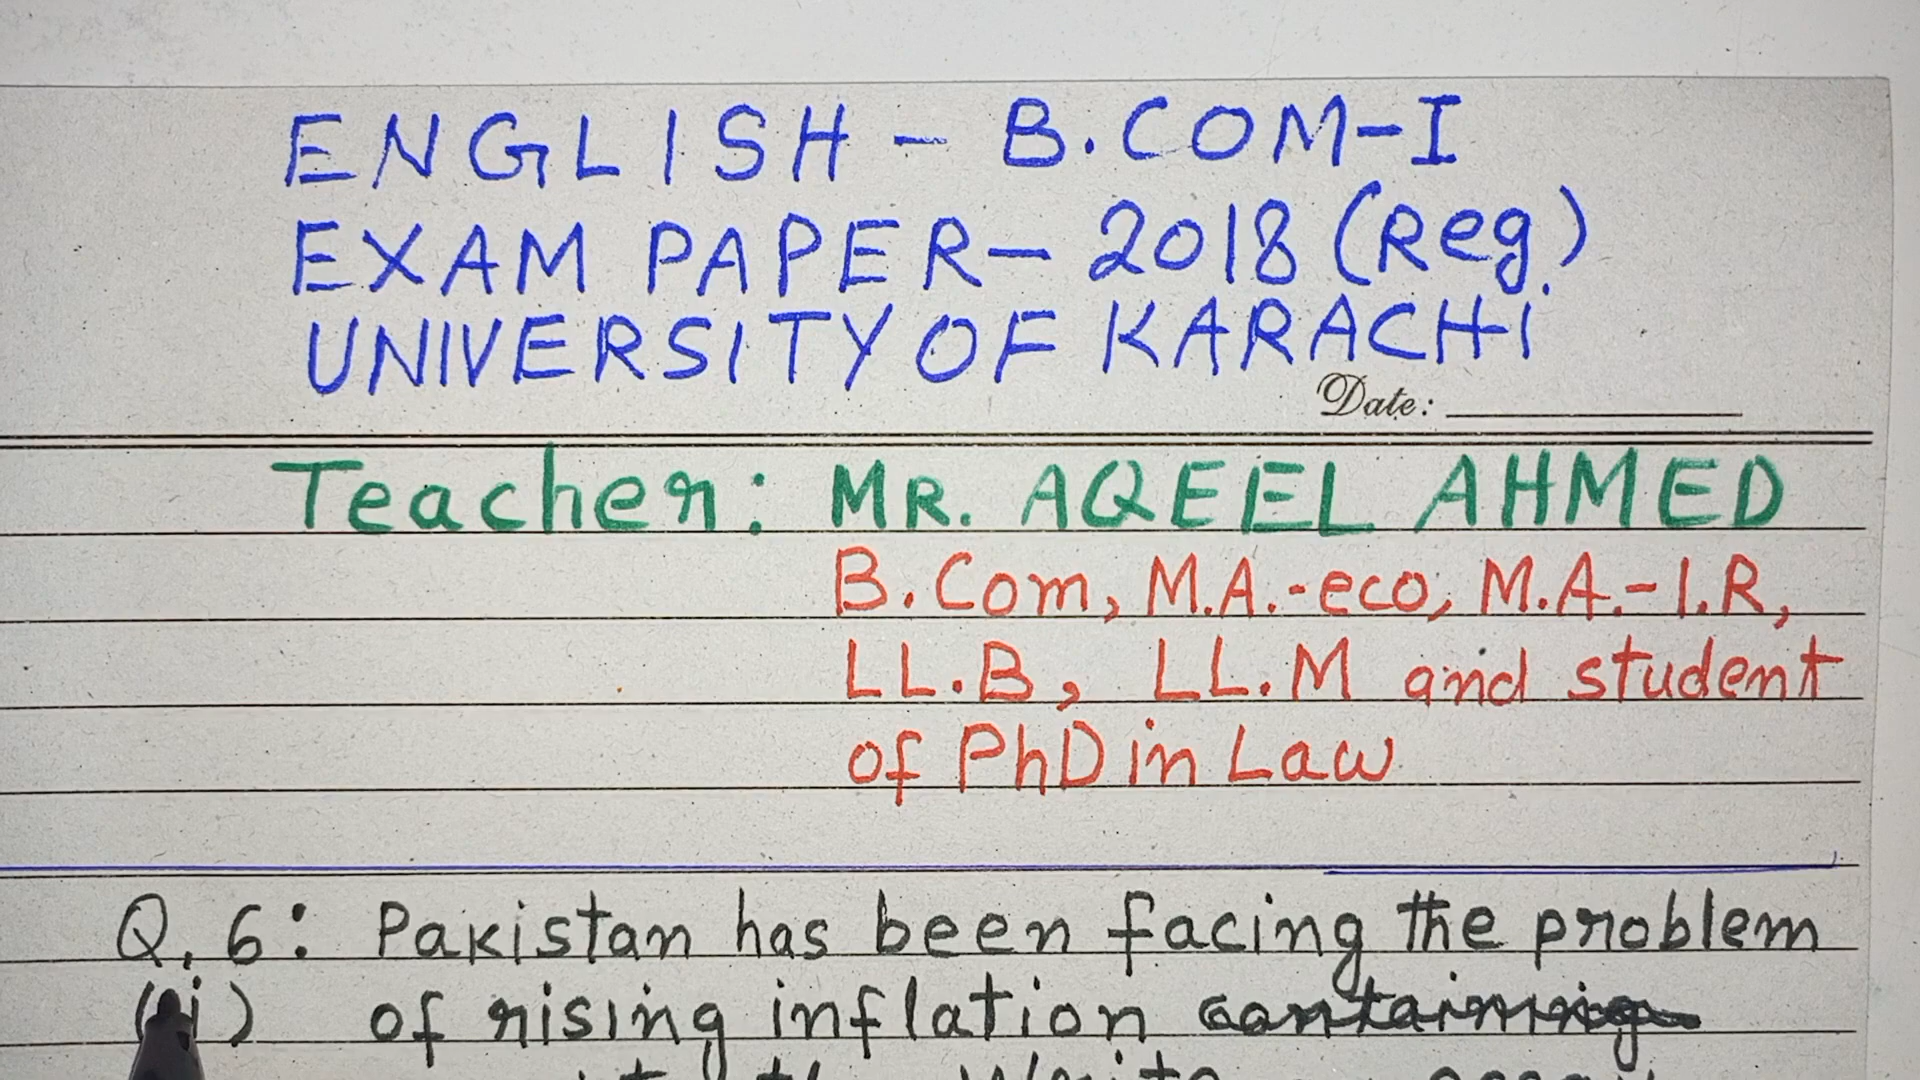 ENGLISH - B.COM-I
EXAM PAPER- 2018 (Reg)
UNIVERSITY OF KARACHI
Date:
Teacher: MR. AQEEL AHMED
B.Com, M.A.-eco, M.A.-I.R,
LL.B, LL.M and student
of PhD in Law
Q.6: Pakistan has been facing the problem
of rising inflation